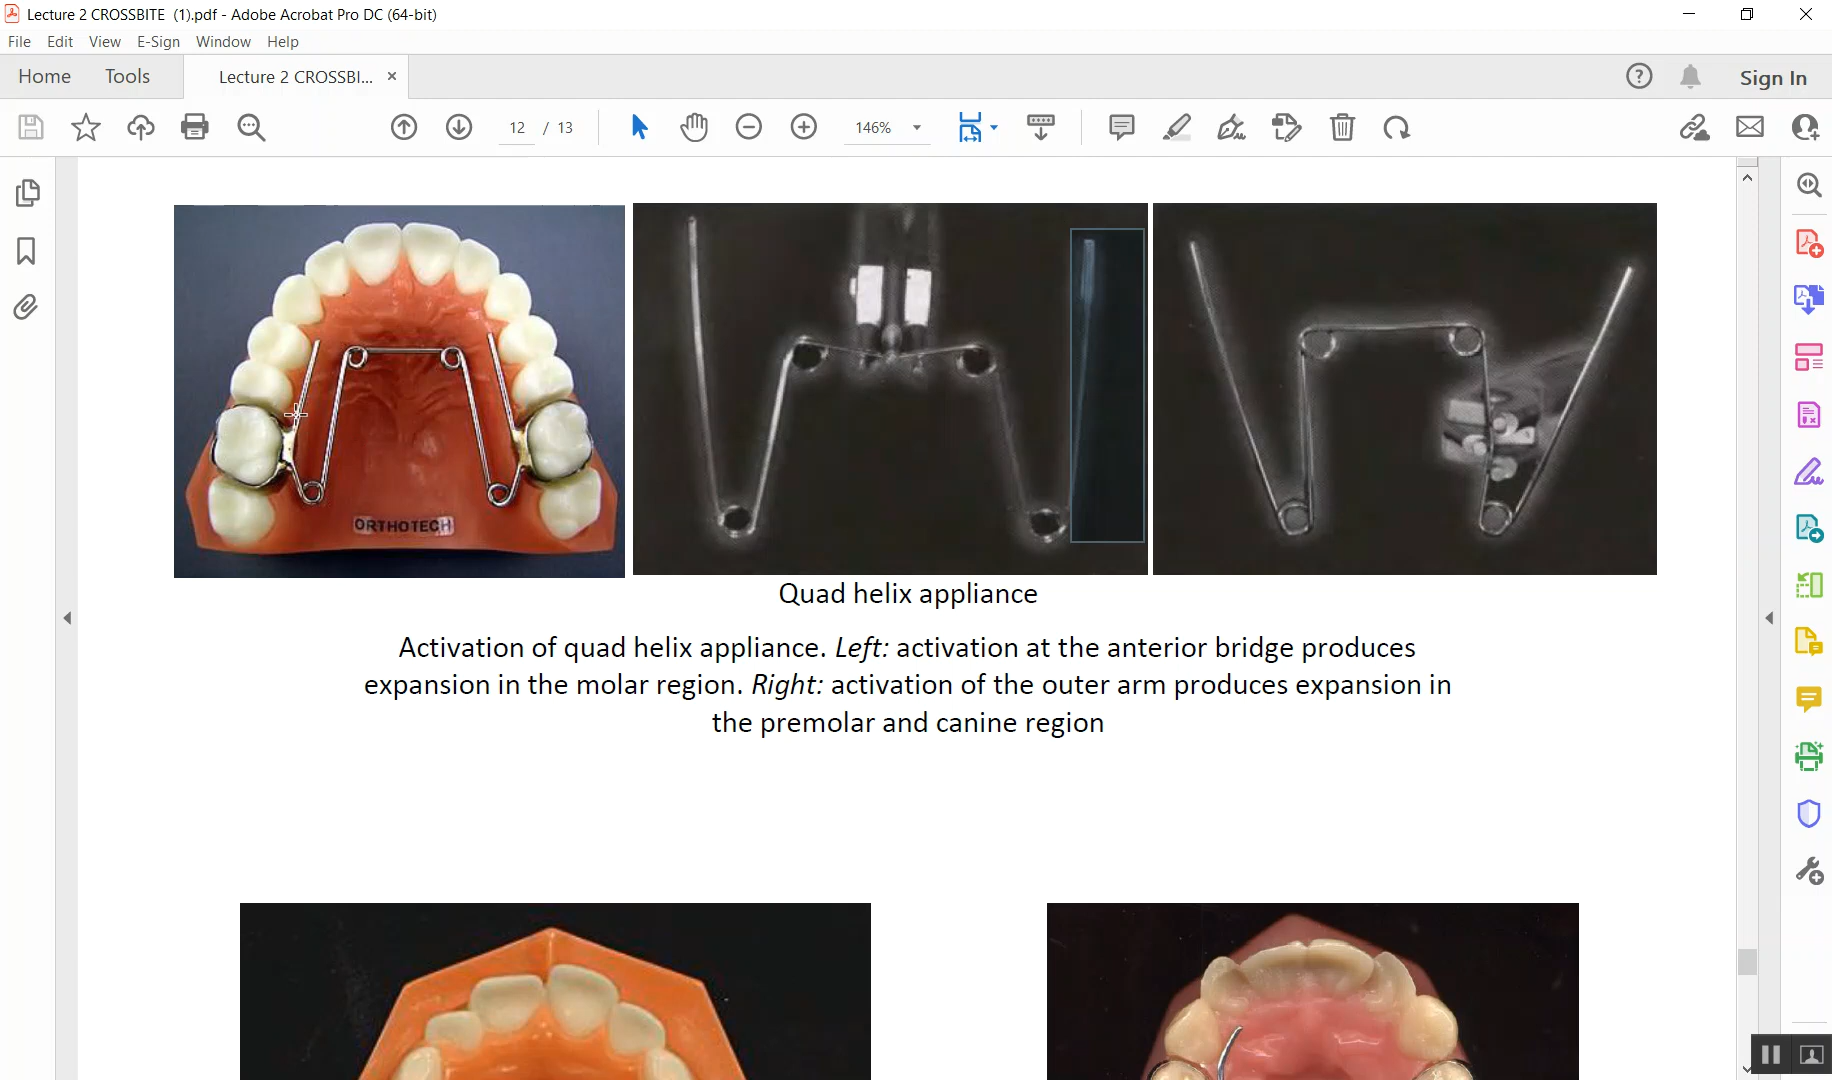 Lecture 2 CROSSBITE (1).pdf - Adobe Acrobat Pro DC (64-bit)
File Edit View E-Sign Window Help
Home Tools Lecture 2 CROSSBI... × Sign In
12 / 13 146%
ORTHOTECH
Quad helix appliance
Activation of quad helix appliance. Left: activation at the anterior bridge produces
expansion in the molar region. Right: activation of the outer arm produces expansion in
the premolar and canine region